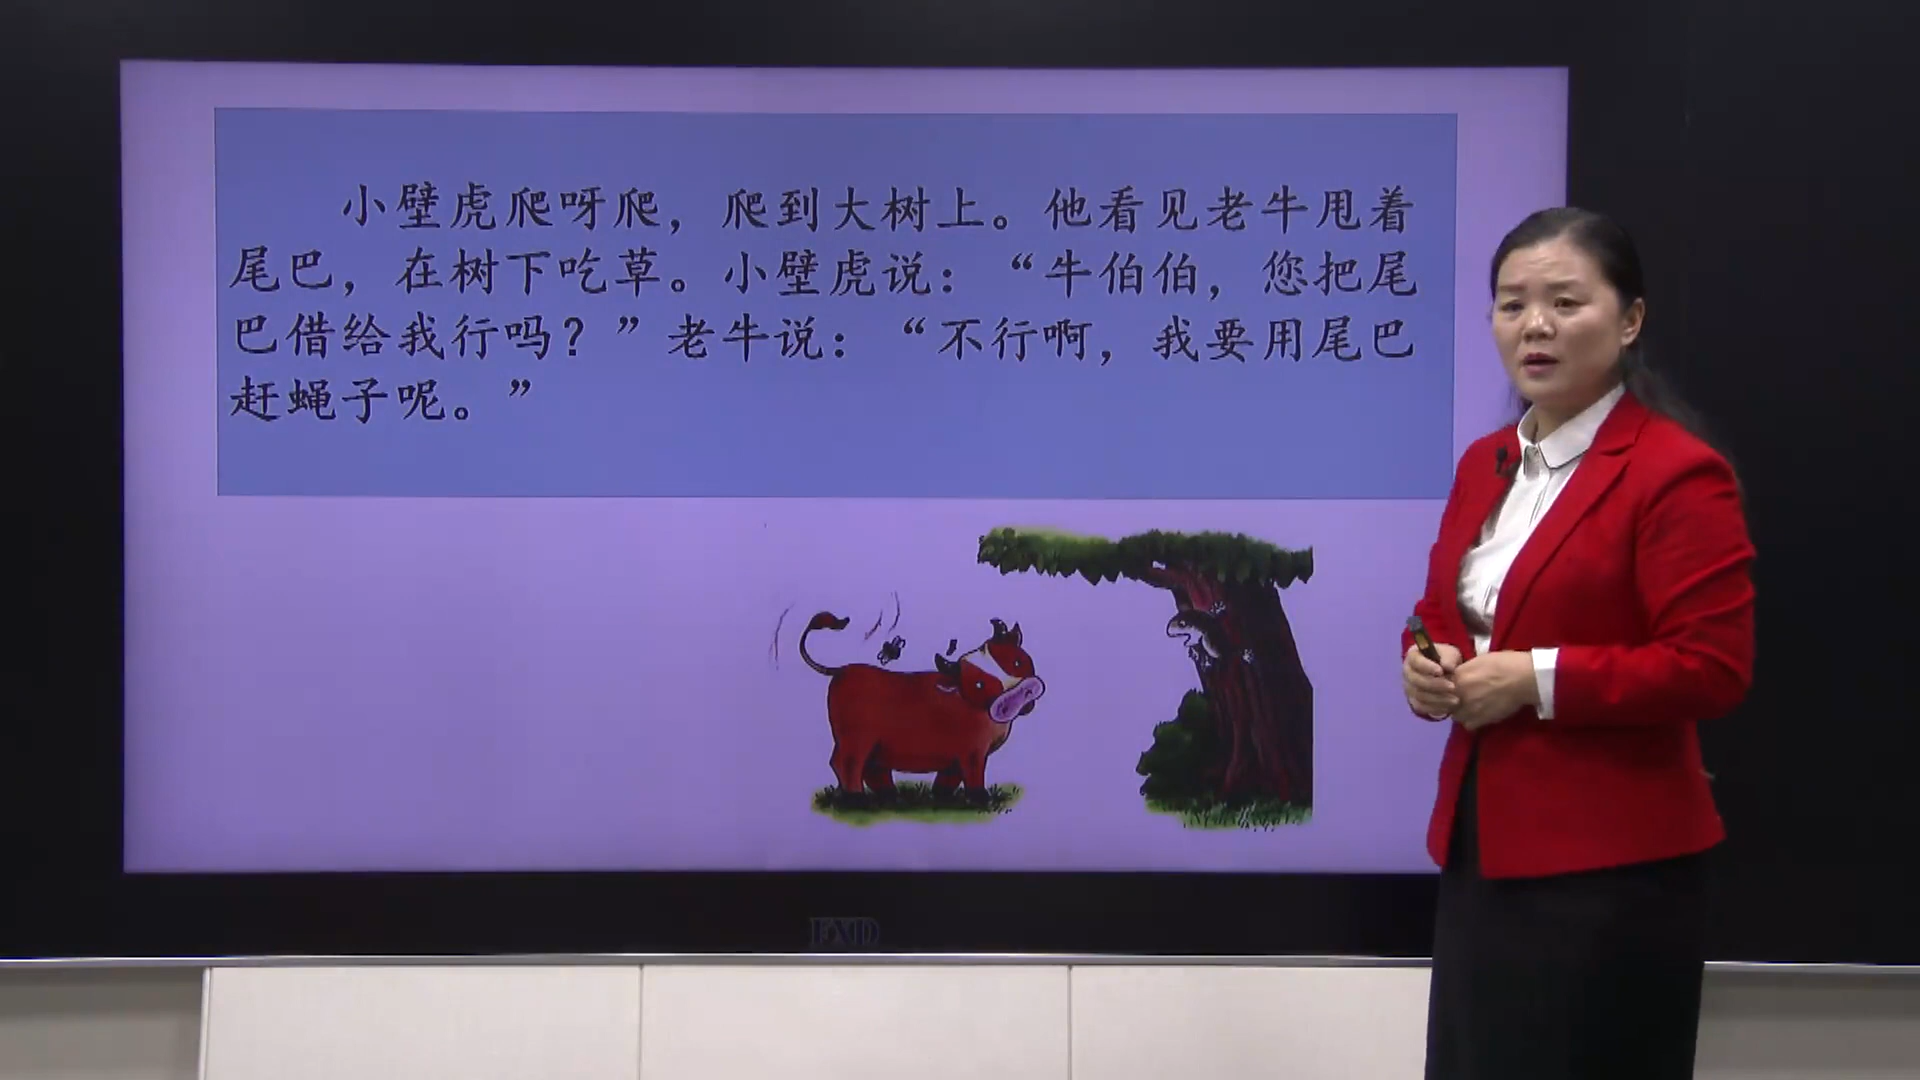 小壁虎爬呀爬，爬到大树上。他看见老牛甩着
尾巴，在树下吃草。小壁虎说：“牛伯伯，您把尾
巴借给我行吗？”老牛说：“不行啊，我要用尾巴
赶蝇子呢。”